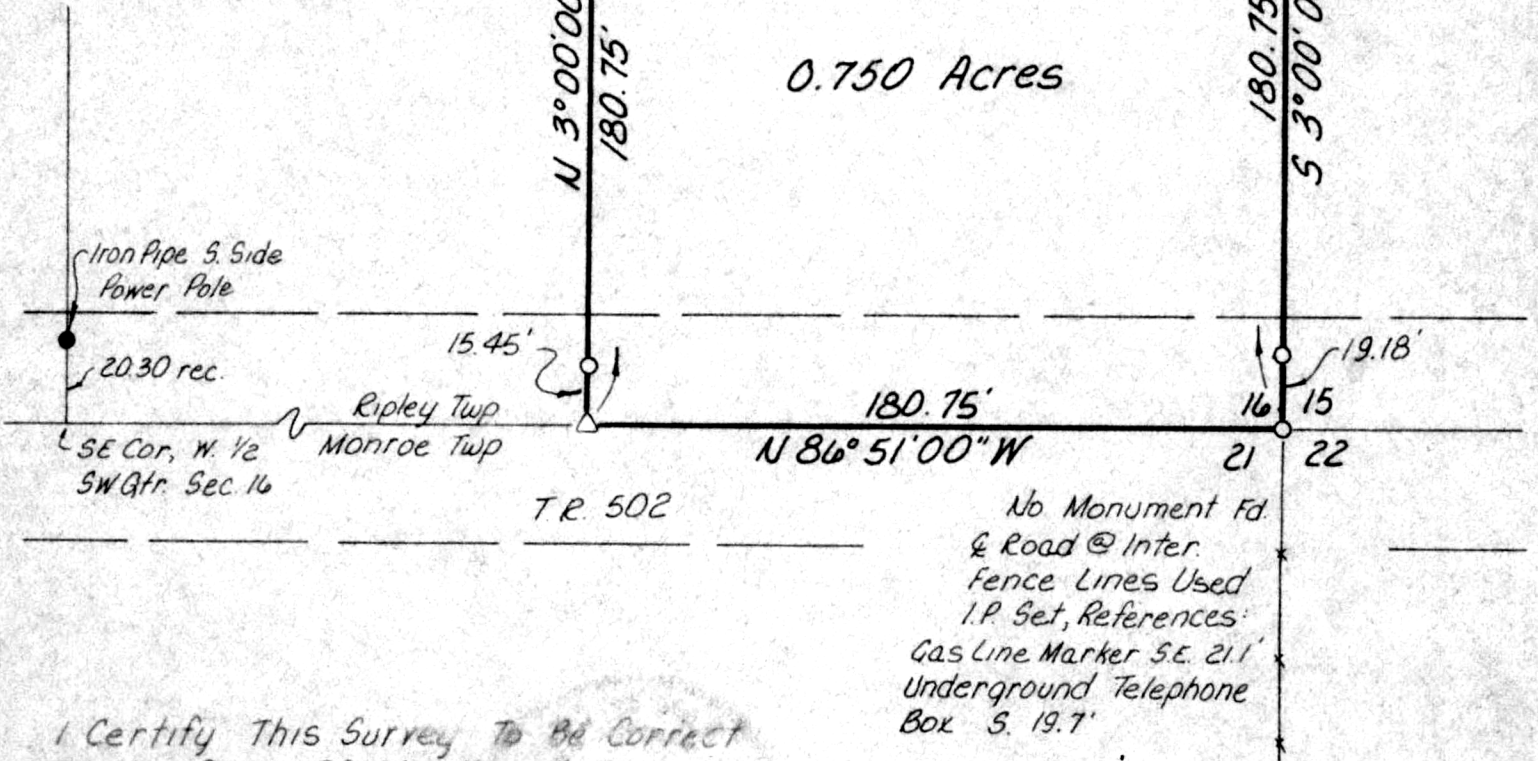 N 3°00'00
180.75'
0.750 Acres
180.75
S 3°00'0
Iron Pipe S. Side
Power Pole
20.30 rec.
15.45'
19.18'
Ripley Twp
Monroe Twp
180.75'
N 86°51'00" W
16 15
21 22
SE Cor, W. 1/2
SW Qtr. Sec. 16
T.R. 502
No Monument Fd.
℄ Road @ Inter.
Fence Lines Used
I.P. Set, References:
Gas Line Marker S.E. 21.1'
Underground Telephone
Box S. 19.7'
I Certify This Survey To Be Correct